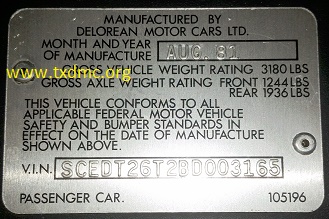 MANUFACTURED BY
DELOREAN MOTOR CARS LTD.
MONTH AND YEAR
OF MANUFACTURE AUG. 81
www.txdmc.org
GROSS VEHICLE WEIGHT RATING 3180 LBS
GROSS AXLE WEIGHT RATING FRONT 1244 LBS
REAR 1936 LBS
THIS VEHICLE CONFORMS TO ALL
APPLICABLE FEDERAL MOTOR VEHICLE
SAFETY AND BUMPER STANDARDS IN
EFFECT ON THE DATE OF MANUFACTURE
SHOWN ABOVE.
V.I.N. SCEDT26T2BD003165
PASSENGER CAR. 105196